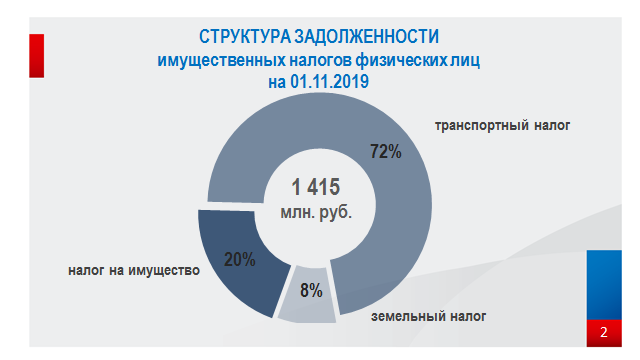 СТРУКТУРА ЗАДОЛЖЕННОСТИ
имущественных налогов физических лиц
на 01.11.2019
транспортный налог
72%
1 415
млн. руб.
20%
налог на имущество
8%
земельный налог
2